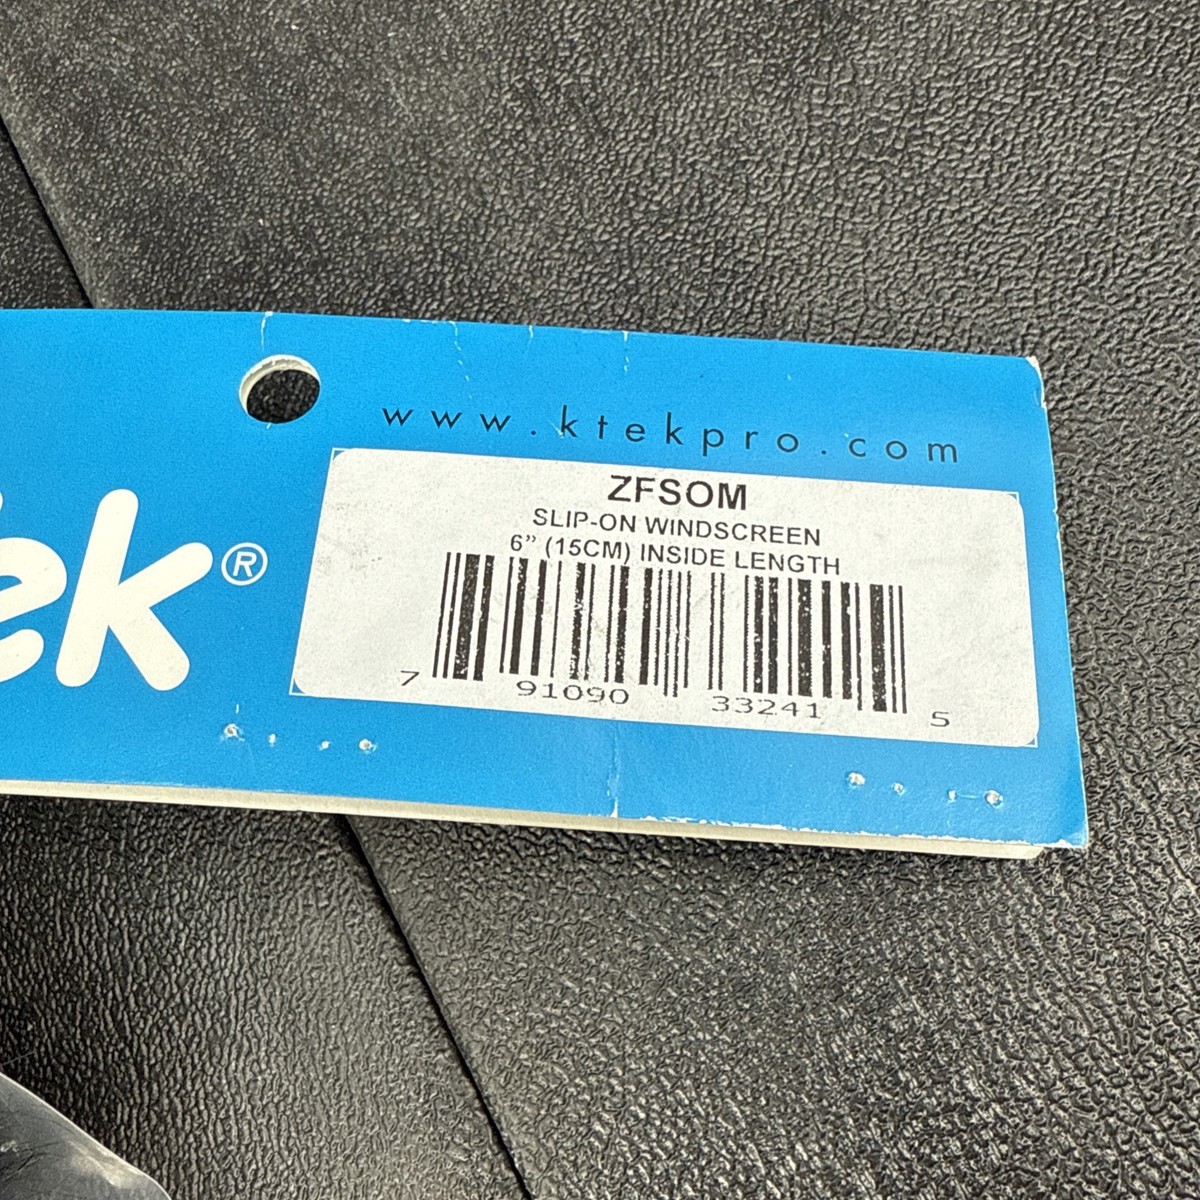 www.ktekpro.com
ek®
ZFSOM
SLIP-ON WINDSCREEN
6” (15CM) INSIDE LENGTH
7 91090 33241 5